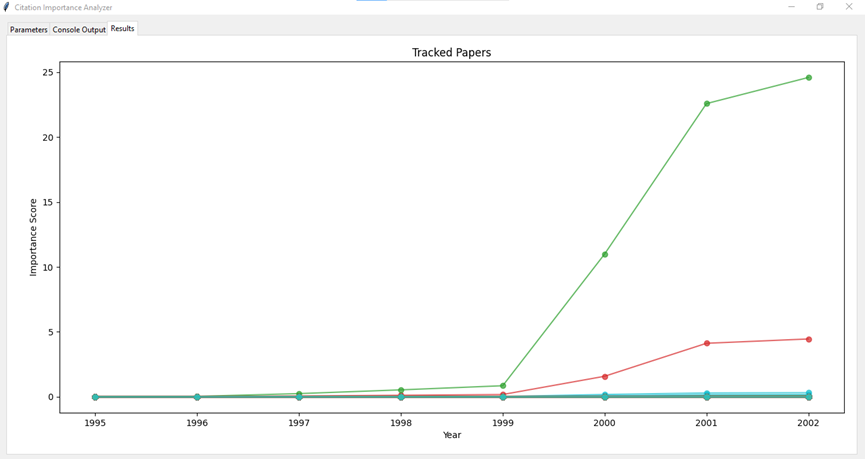 Citation Importance Analyzer
Parameters Console Output Results
Tracked Papers
25
20
15
10
5
0
Importance Score
1995 1996 1997 1998 1999 2000 2001 2002
Year